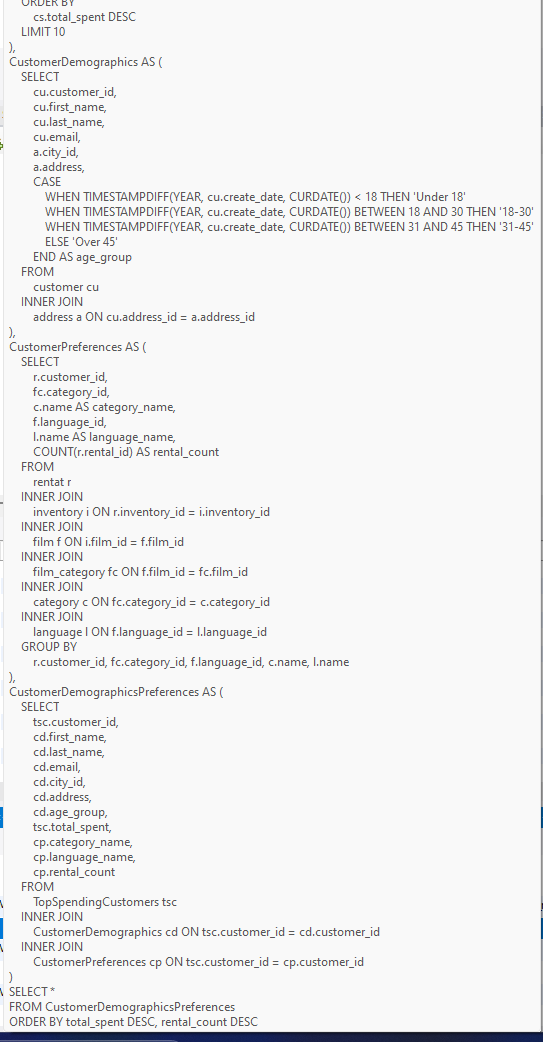 ORDER BY
cs.total_spent DESC
LIMIT 10
),
CustomerDemographics AS (
SELECT
cu.customer_id,
cu.first_name,
cu.last_name,
cu.email,
a.city_id,
a.address,
CASE
WHEN TIMESTAMPDIFF(YEAR, cu.create_date, CURDATE()) < 18 THEN 'Under 18'
WHEN TIMESTAMPDIFF(YEAR, cu.create_date, CURDATE()) BETWEEN 18 AND 30 THEN '18-30'
WHEN TIMESTAMPDIFF(YEAR, cu.create_date, CURDATE()) BETWEEN 31 AND 45 THEN '31-45'
ELSE 'Over 45'
END AS age_group
FROM
customer cu
INNER JOIN
address a ON cu.address_id = a.address_id
),
CustomerPreferences AS (
SELECT
r.customer_id,
fc.category_id,
c.name AS category_name,
f.language_id,
l.name AS language_name,
COUNT(r.rental_id) AS rental_count
FROM
rentat r
INNER JOIN
inventory i ON r.inventory_id = i.inventory_id
INNER JOIN
film f ON i.film_id = f.film_id
INNER JOIN
film_category fc ON f.film_id = fc.film_id
INNER JOIN
category c ON fc.category_id = c.category_id
INNER JOIN
language l ON f.language_id = l.language_id
GROUP BY
r.customer_id, fc.category_id, f.language_id, c.name, l.name
),
CustomerDemographicsPreferences AS (
SELECT
tsc.customer_id,
cd.first_name,
cd.last_name,
cd.email,
cd.city_id,
cd.address,
cd.age_group,
tsc.total_spent,
cp.category_name,
cp.language_name,
cp.rental_count
FROM
TopSpendingCustomers tsc
INNER JOIN
CustomerDemographics cd ON tsc.customer_id = cd.customer_id
INNER JOIN
CustomerPreferences cp ON tsc.customer_id = cp.customer_id
)
SELECT *
FROM CustomerDemographicsPreferences
ORDER BY total_spent DESC, rental_count DESC